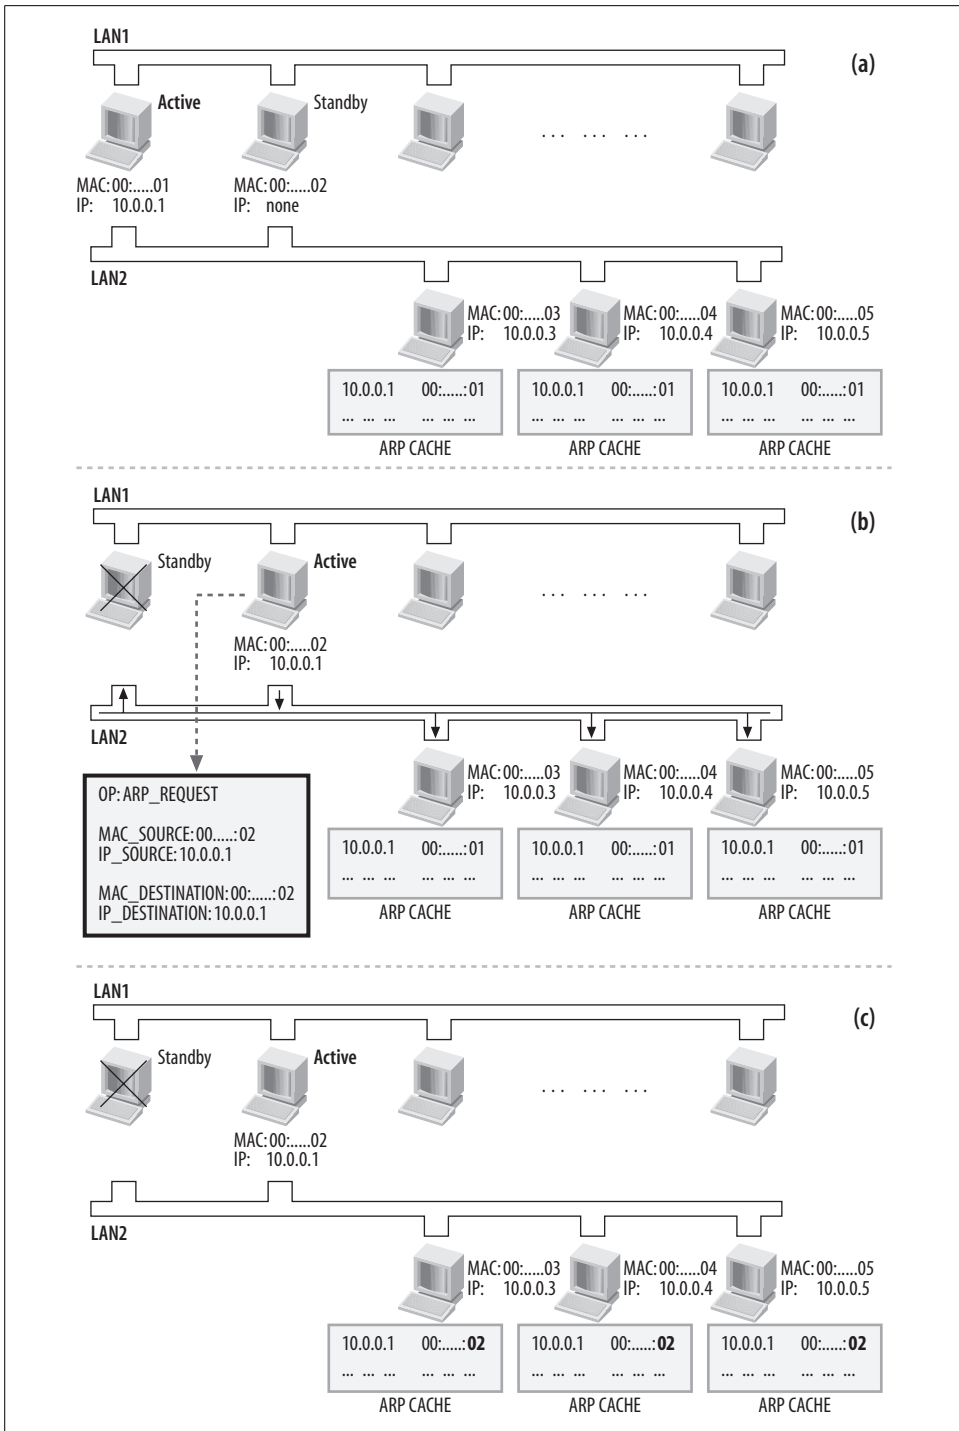 LAN1
(a)
Active
Standby
... ... ...
MAC: 00:.....01
IP: 10.0.0.1
MAC: 00:.....02
IP: none
LAN2
MAC: 00:.....03
IP: 10.0.0.3
MAC: 00:.....04
IP: 10.0.0.4
MAC: 00:.....05
IP: 10.0.0.5
10.0.0.1 00:.....:01
... ... ... ... ... ...
ARP CACHE
10.0.0.1 00:.....:01
... ... ... ... ... ...
ARP CACHE
10.0.0.1 00:.....:01
... ... ... ... ... ...
ARP CACHE
LAN1
(b)
Standby
Active
... ... ...
MAC: 00:.....02
IP: 10.0.0.1
LAN2
OP: ARP_REQUEST
MAC_SOURCE: 00.....: 02
IP_SOURCE: 10.0.0.1
MAC_DESTINATION: 00:.....: 02
IP_DESTINATION: 10.0.0.1
MAC: 00:.....03
IP: 10.0.0.3
MAC: 00:.....04
IP: 10.0.0.4
MAC: 00:.....05
IP: 10.0.0.5
10.0.0.1 00:.....:01
... ... ... ... ... ...
ARP CACHE
10.0.0.1 00:.....:01
... ... ... ... ... ...
ARP CACHE
10.0.0.1 00:.....:01
... ... ... ... ... ...
ARP CACHE
LAN1
(c)
Standby
Active
... ... ...
MAC: 00:.....02
IP: 10.0.0.1
LAN2
MAC: 00:.....03
IP: 10.0.0.3
MAC: 00:.....04
IP: 10.0.0.4
MAC: 00:.....05
IP: 10.0.0.5
10.0.0.1 00:.....:02
... ... ... ... ... ...
ARP CACHE
10.0.0.1 00:.....:02
... ... ... ... ... ...
ARP CACHE
10.0.0.1 00:.....:02
... ... ... ... ... ...
ARP CACHE